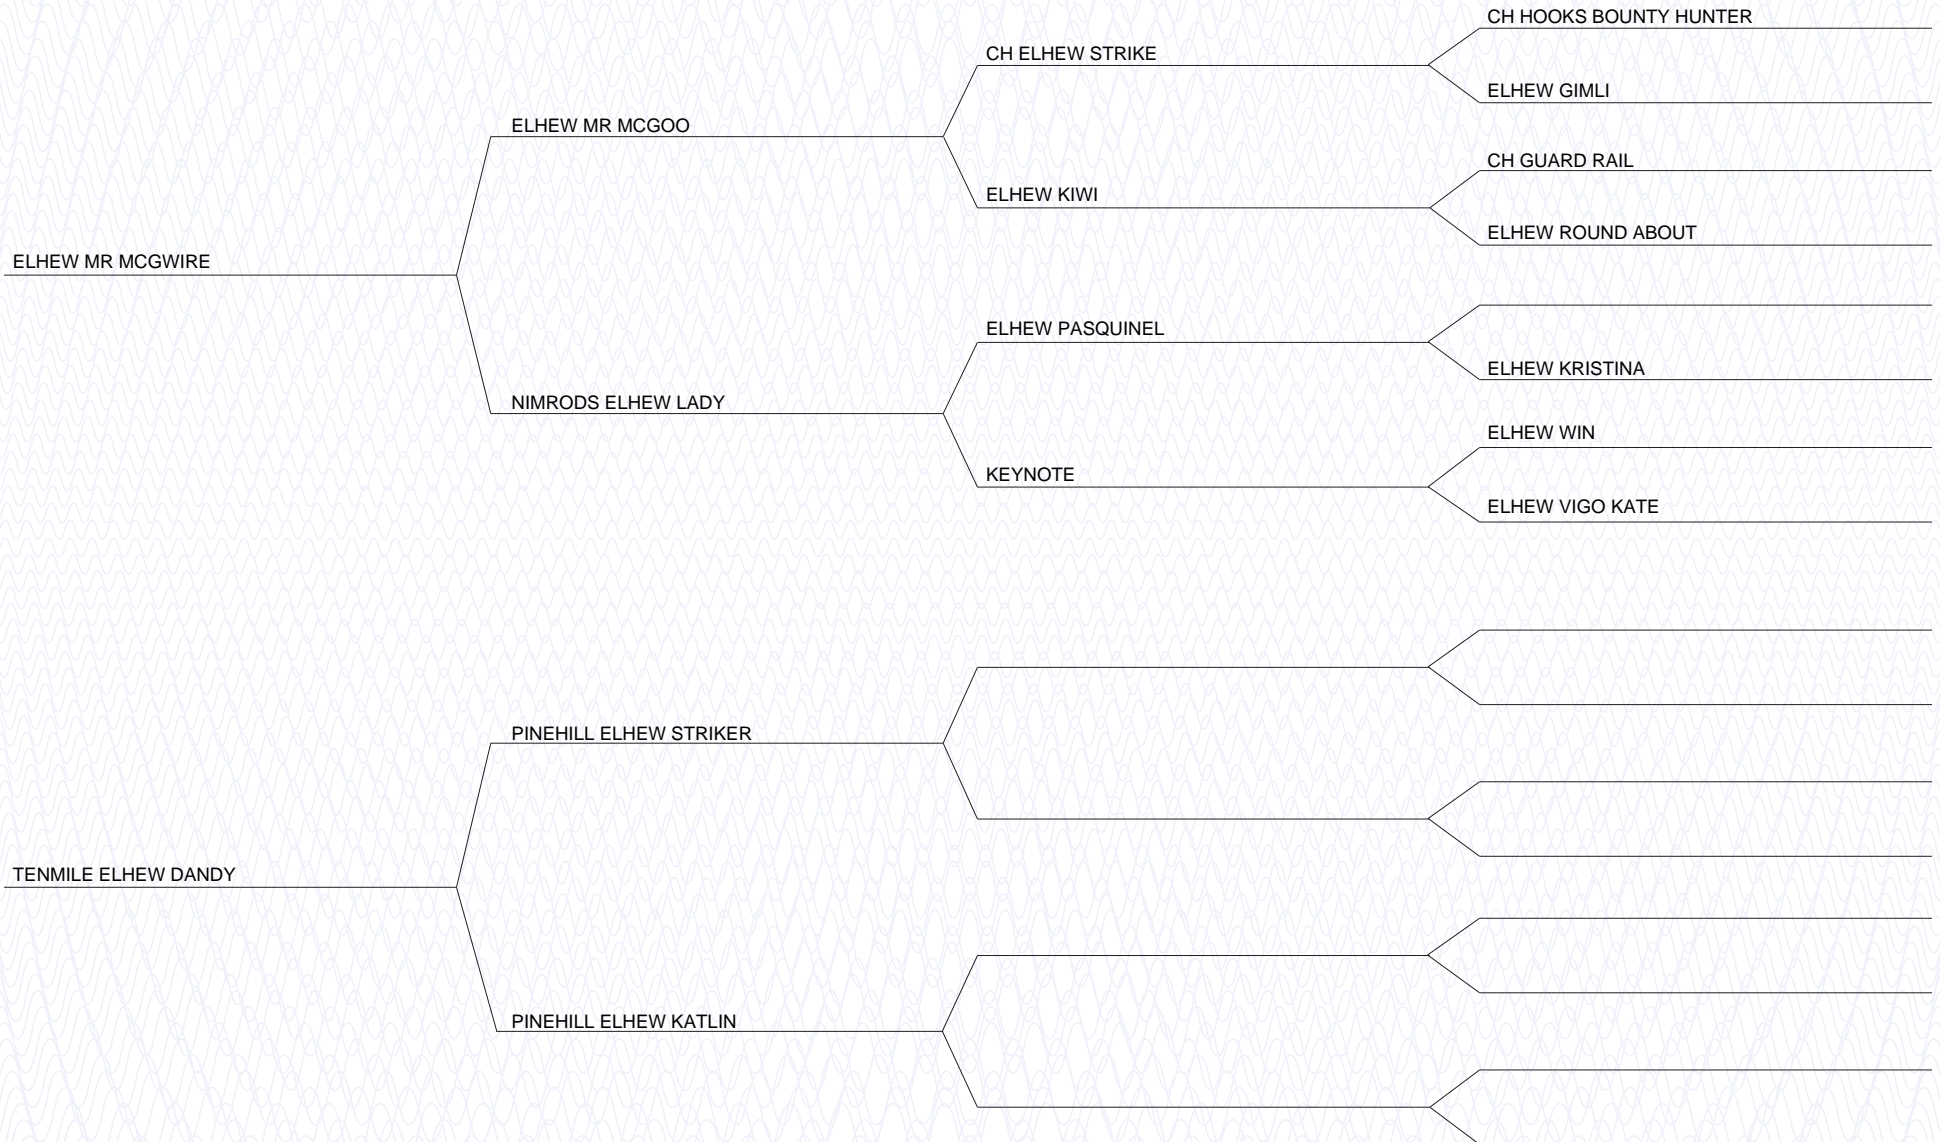 CH HOOKS BOUNTY HUNTER
CH ELHEW STRIKE
ELHEW GIMLI
ELHEW MR MCGOO
CH GUARD RAIL
ELHEW KIWI
ELHEW ROUND ABOUT
ELHEW MR MCGWIRE
ELHEW PASQUINEL
ELHEW KRISTINA
NIMRODS ELHEW LADY
ELHEW WIN
KEYNOTE
ELHEW VIGO KATE
PINEHILL ELHEW STRIKER
TENMILE ELHEW DANDY
PINEHILL ELHEW KATLIN